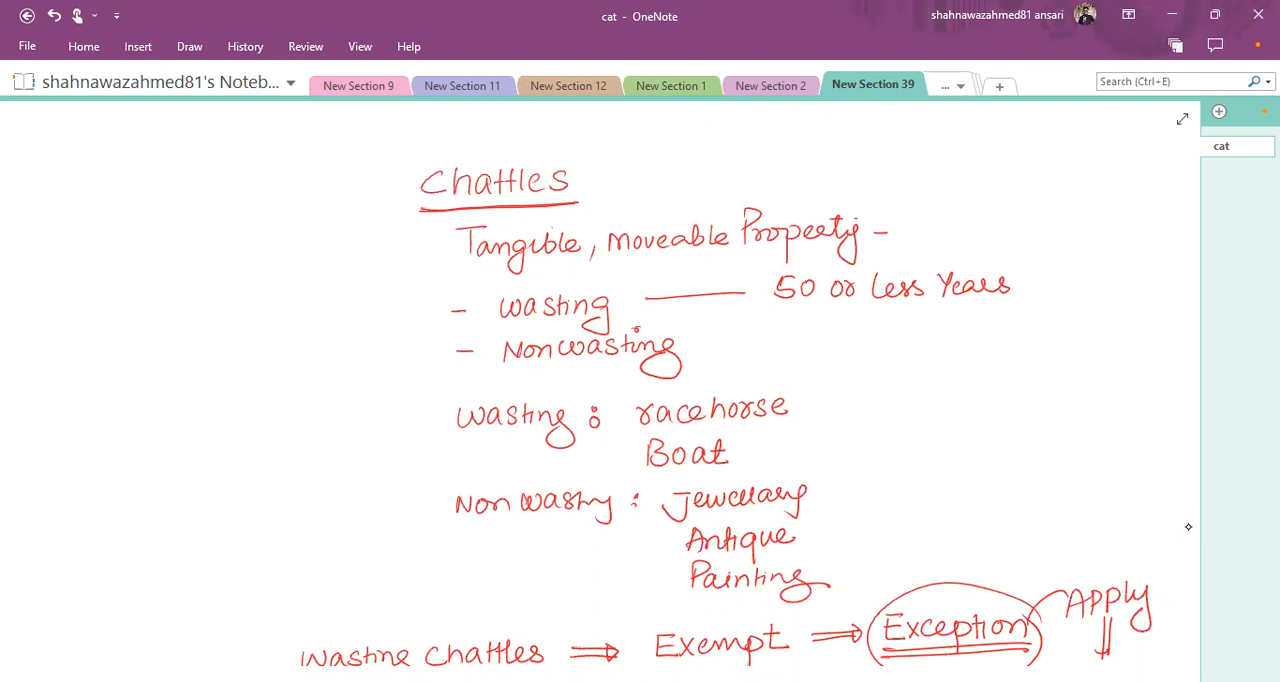 cat - OneNote
shahnawazahmed81 ansari
File Home Insert Draw History Review View Help
shahnawazahmed81's Noteb...
New Section 9
New Section 11
New Section 12
New Section 1
New Section 2
New Section 39
...
Search (Ctrl+E)
cat
Chattles
Tangible, Moveable Property -
- Wasting —— 50 or less Years
- Nonwasting
Wasting : racehorse
Boat
Non Wasting : Jewellary
Antique
Painting
Wasting Chattles ⇒ Exempt ⇒ Exception Apply